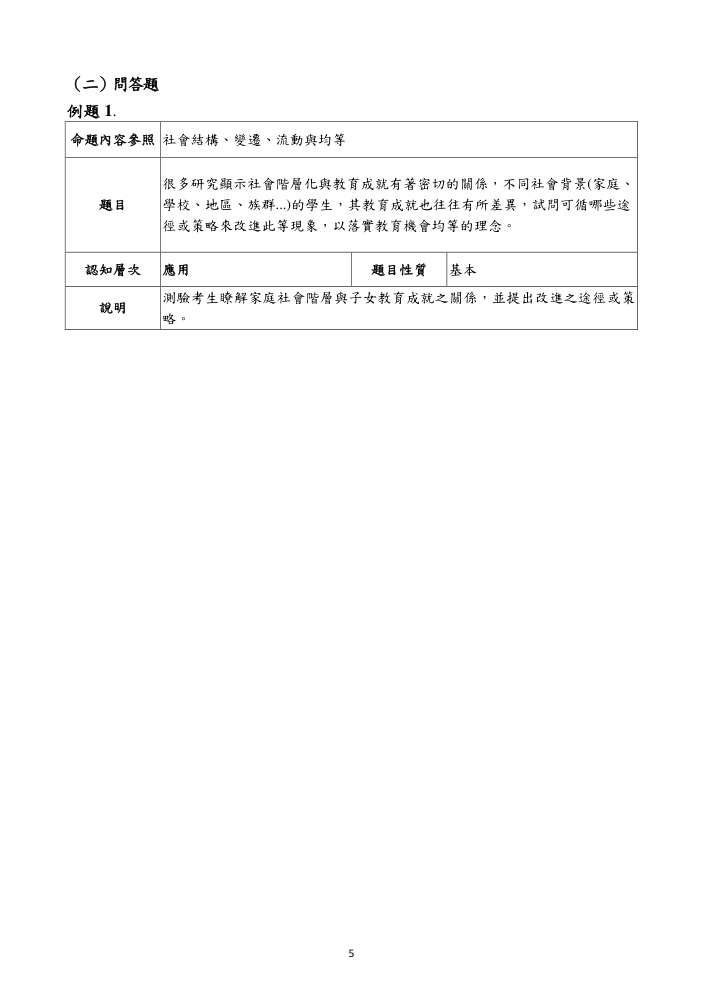 （二）問答題
例題 1.
命題內容參照 社會結構、變遷、流動與均等
題目
很多研究顯示社會階層化與教育成就有著密切的關係，不同社會背景(家庭、
學校、地區、族群...)的學生，其教育成就也往往有所差異，試問可循哪些途
徑或策略來改進此等現象，以落實教育機會均等的理念。
認知層次 應用 題目性質 基本
說明
測驗考生瞭解家庭社會階層與子女教育成就之關係，並提出改進之途徑或策
略。
5